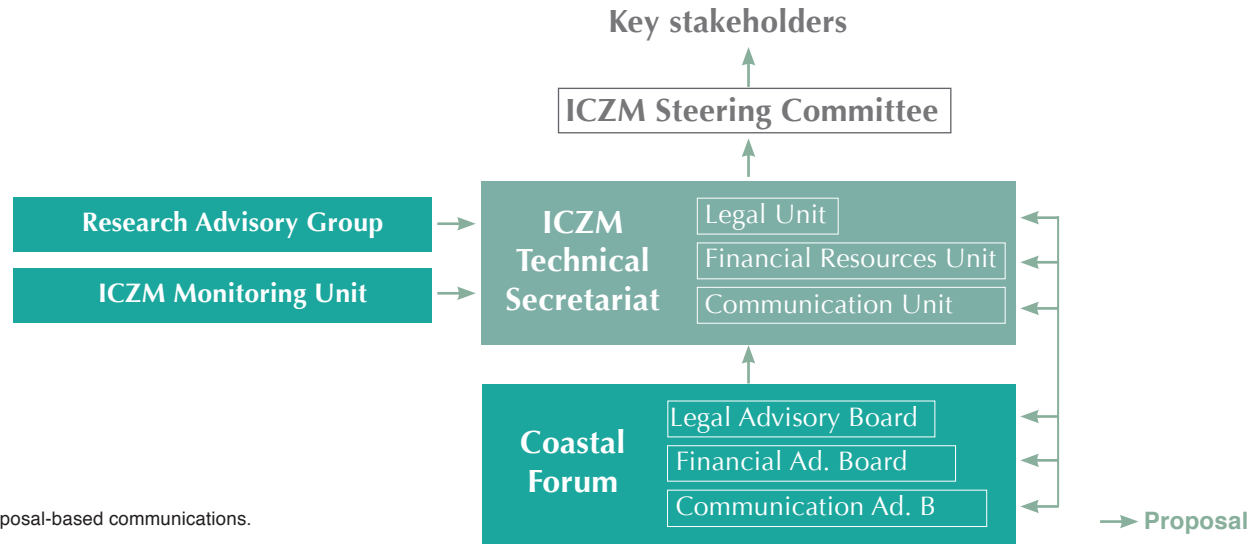 Key stakeholders
ICZM Steering Committee
Research Advisory Group
ICZM Monitoring Unit
ICZM
Technical
Secretariat
Legal Unit
Financial Resources Unit
Communication Unit
Coastal
Forum
Legal Advisory Board
Financial Ad. Board
Communication Ad. B
posal-based communications.
Proposal